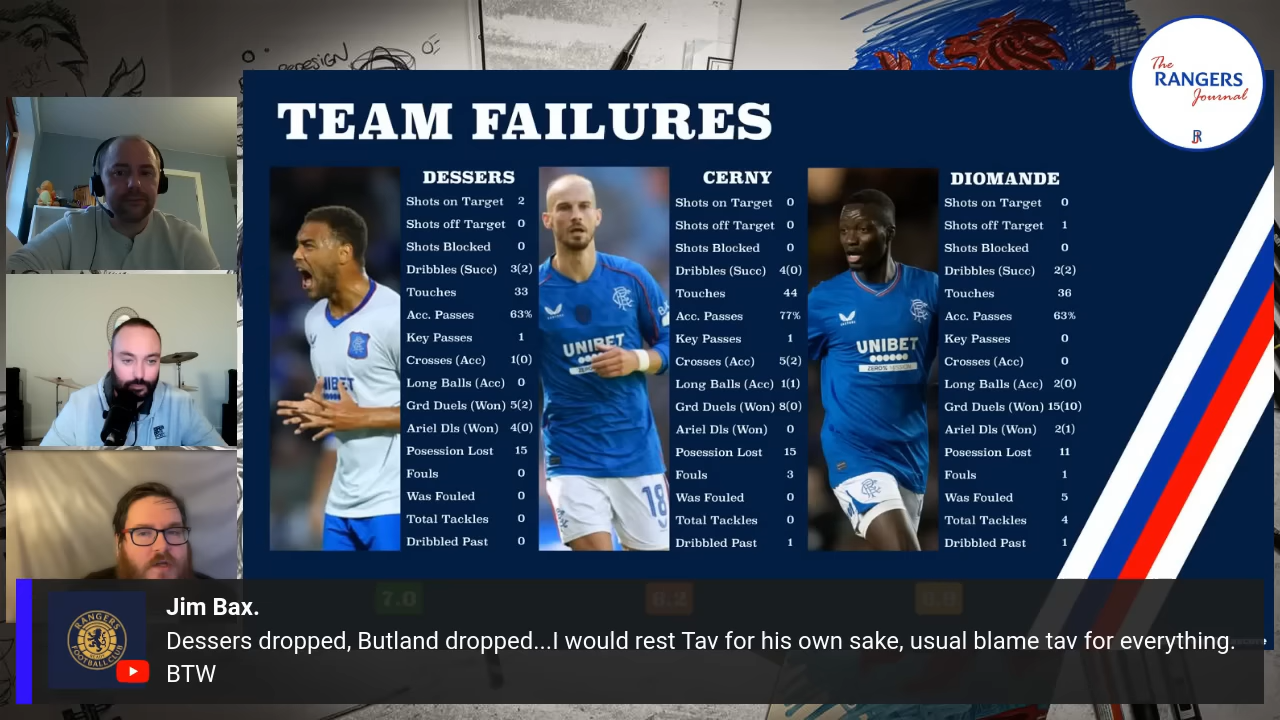 REDESIGN
The
RANGERS
Journal
TEAM FAILURES
DESSERS
Shots on Target 2
Shots off Target 0
Shots Blocked 0
Dribbles (Succ) 3(2)
Touches 33
Acc. Passes 63%
Key Passes 1
Crosses (Acc) 1(0)
Long Balls (Acc) 0
Grd Duels (Won) 5(2)
Ariel Dls (Won) 4(0)
Posession Lost 15
Fouls 0
Was Fouled 0
Total Tackles 0
Dribbled Past 0
7.0
CERNY
Shots on Target 0
Shots off Target 0
Shots Blocked 0
Dribbles (Succ) 4(0)
Touches 44
Acc. Passes 77%
Key Passes 1
Crosses (Acc) 5(2)
Long Balls (Acc) 1(1)
Grd Duels (Won) 8(0)
Ariel Dls (Won) 0
Posession Lost 15
Fouls 3
Was Fouled 0
Total Tackles 0
Dribbled Past 1
6.2
UNIBET
18
DIOMANDE
Shots on Target 0
Shots off Target 1
Shots Blocked 0
Dribbles (Succ) 2(2)
Touches 36
Acc. Passes 63%
Key Passes 0
Crosses (Acc) 0
Long Balls (Acc) 2(0)
Grd Duels (Won) 15(10)
Ariel Dls (Won) 2(1)
Posession Lost 11
Fouls 1
Was Fouled 5
Total Tackles 4
Dribbled Past 1
UNIBET
RANGERS
FOOTBALL CLUB
Jim Bax.
Dessers dropped, Butland dropped...I would rest Tav for his own sake, usual blame tav for everything.
BTW